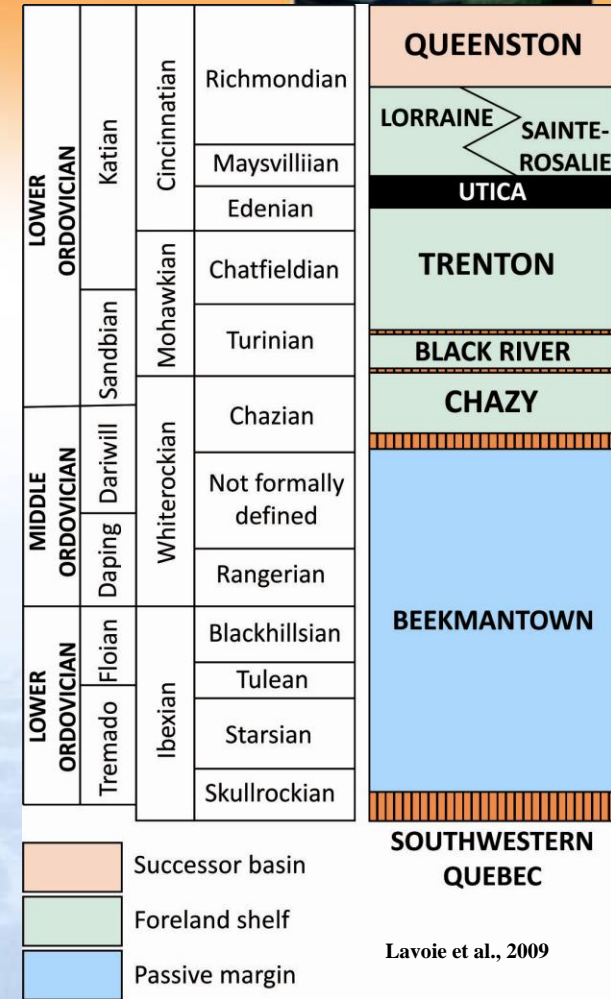 LOWER
ORDOVICIAN
Katian
Sandbian
Cincinnatian
Mohawkian
Richmondian
Maysvilliian
Edenian
Chatfieldian
Turinian
MIDDLE
ORDOVICIAN
Dariwill
Daping
Whiterockian
Chazian
Not formally
defined
Rangerian
LOWER
ORDOVICIAN
Floian
Tremado
Ibexian
Blackhillsian
Tulean
Starsian
Skullrockian
QUEENSTON
LORRAINE
SAINTE-
ROSALIE
UTICA
TRENTON
BLACK RIVER
CHAZY
BEEKMANTOWN
SOUTHWESTERN
QUEBEC
Successor basin
Foreland shelf
Passive margin
Lavoie et al., 2009